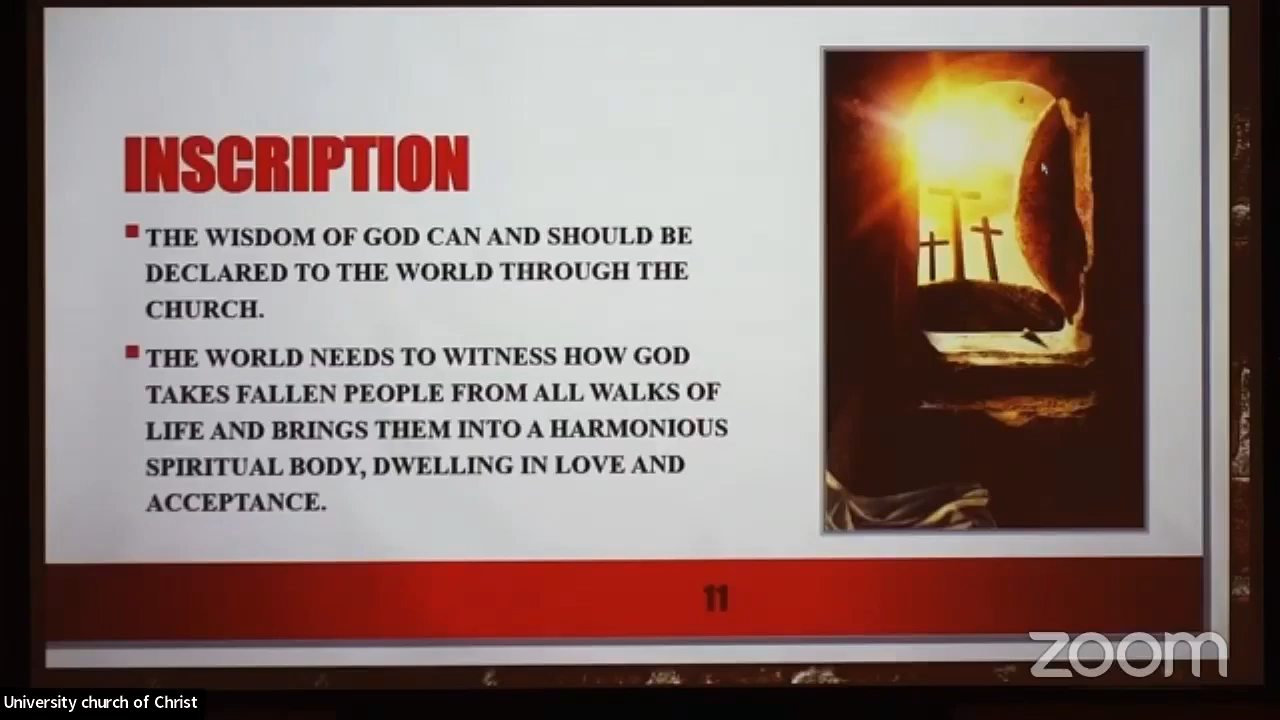 INSCRIPTION
THE WISDOM OF GOD CAN AND SHOULD BE
DECLARED TO THE WORLD THROUGH THE
CHURCH.
THE WORLD NEEDS TO WITNESS HOW GOD
TAKES FALLEN PEOPLE FROM ALL WALKS OF
LIFE AND BRINGS THEM INTO A HARMONIOUS
SPIRITUAL BODY, DWELLING IN LOVE AND
ACCEPTANCE.
11
zoom
University church of Christ